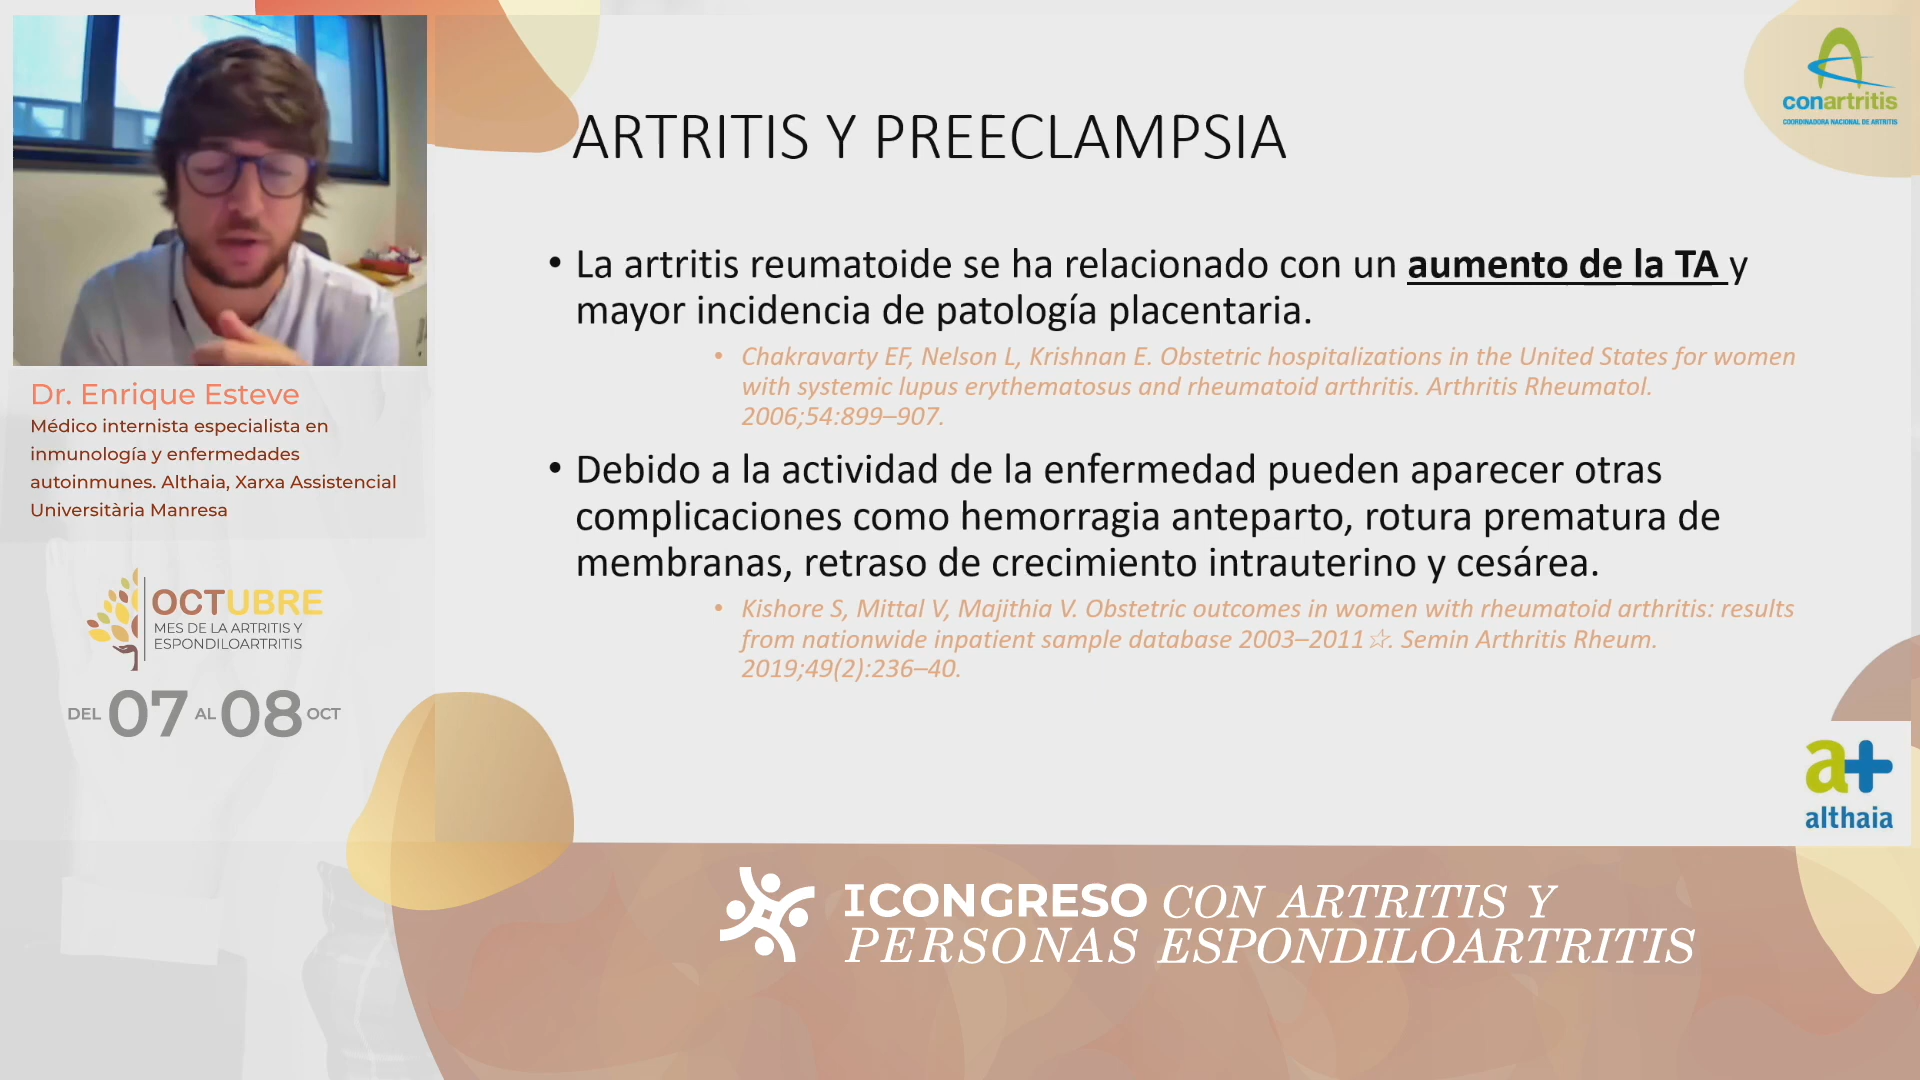 conartritis
COORDINADORA NACIONAL DE ARTRITIS
ARTRITIS Y PREECLAMPSIA
• La artritis reumatoide se ha relacionado con un aumento de la TA y
mayor incidencia de patología placentaria.
• Chakravarty EF, Nelson L, Krishnan E. Obstetric hospitalizations in the United States for women
with systemic lupus erythematosus and rheumatoid arthritis. Arthritis Rheumatol.
2006;54:899–907.
• Debido a la actividad de la enfermedad pueden aparecer otras
complicaciones como hemorragia anteparto, rotura prematura de
membranas, retraso de crecimiento intrauterino y cesárea.
• Kishore S, Mittal V, Majithia V. Obstetric outcomes in women with rheumatoid arthritis: results
from nationwide inpatient sample database 2003–2011☆. Semin Arthritis Rheum.
2019;49(2):236–40.
Dr. Enrique Esteve
Médico internista especialista en
inmunología y enfermedades
autoinmunes. Althaia, Xarxa Assistencial
Universitària Manresa
OCTUBRE
MES DE LA ARTRITIS Y
ESPONDILOARTRITIS
DEL 07 AL 08 OCT
a+
althaia
I CONGRESO CON ARTRITIS Y
PERSONAS ESPONDILOARTRITIS